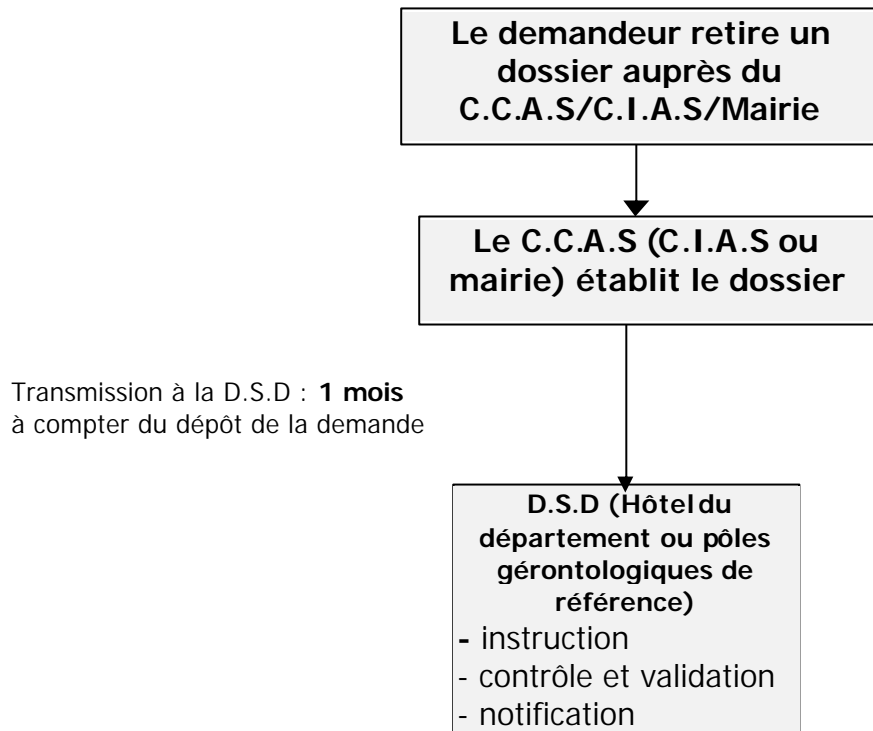 Le demandeur retire un
dossier auprès du
C.C.A.S/C.I.A.S/Mairie
Le C.C.A.S (C.I.A.S ou
mairie) établit le dossier
Transmission à la D.S.D : 1 mois
à compter du dépôt de la demande
D.S.D (Hôtel du
département ou pôles
gérontologiques de
référence)
- instruction
- contrôle et validation
- notification